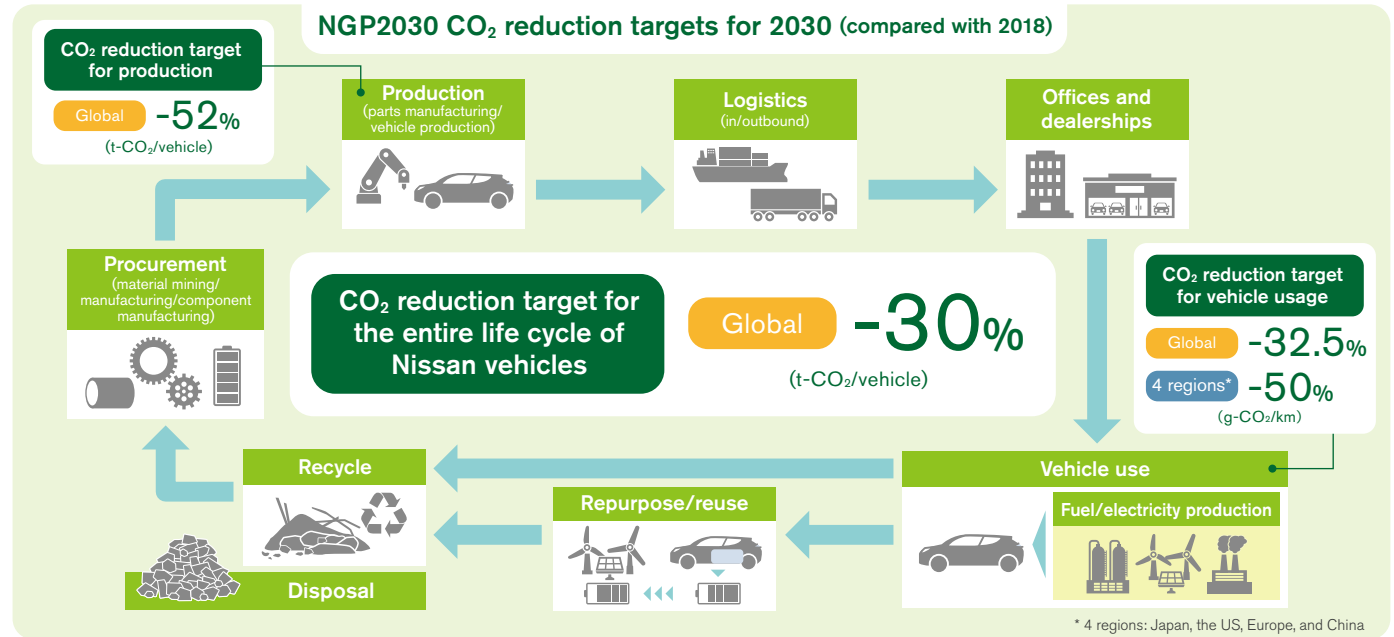 NGP2030 CO₂ reduction targets for 2030 (compared with 2018)
CO₂ reduction target
for production
Global -52%
(t-CO₂/vehicle)
Production
(parts manufacturing/
vehicle production)
Logistics
(in/outbound)
Offices and
dealerships
Procurement
(material mining/
manufacturing/component
manufacturing)
CO₂ reduction target for
the entire life cycle of
Nissan vehicles
Global -30%
(t-CO₂/vehicle)
CO₂ reduction target
for vehicle usage
Global -32.5%
4 regions* -50%
(g-CO₂/km)
Vehicle use
Fuel/electricity production
Repurpose/reuse
Recycle
Disposal
* 4 regions: Japan, the US, Europe, and China